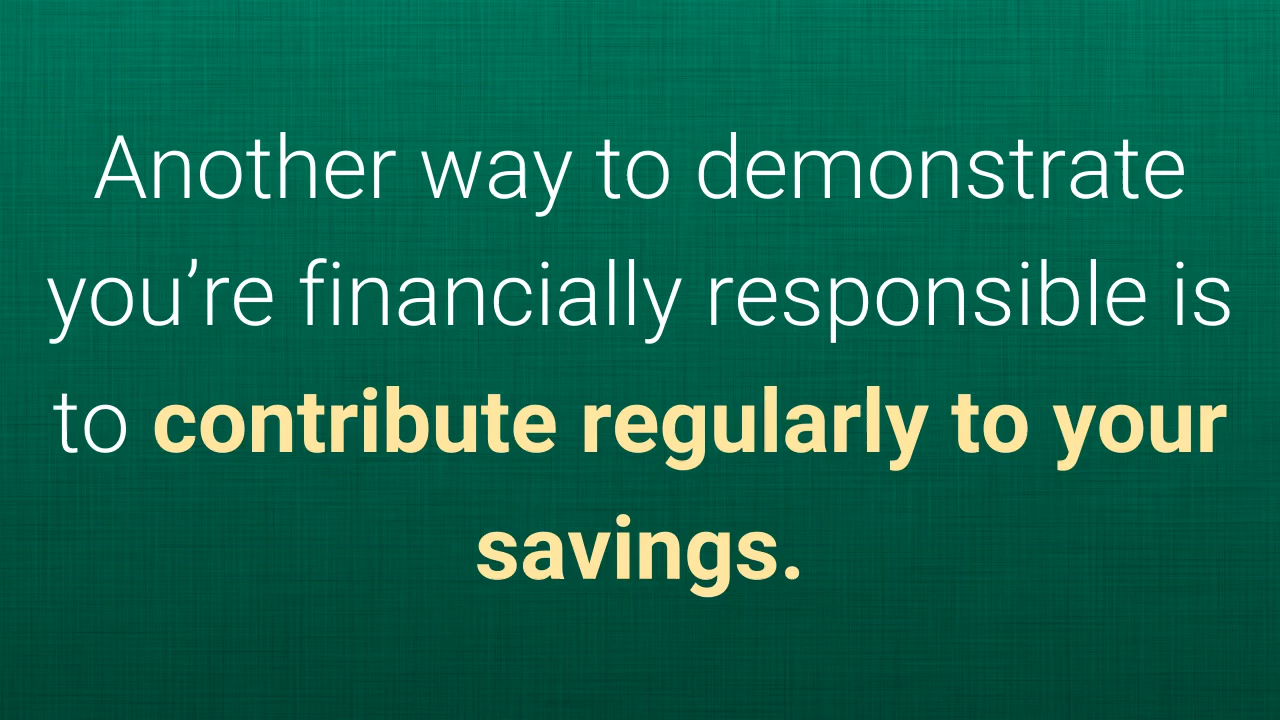 Another way to demonstrate
you’re financially responsible is
to contribute regularly to your
savings.